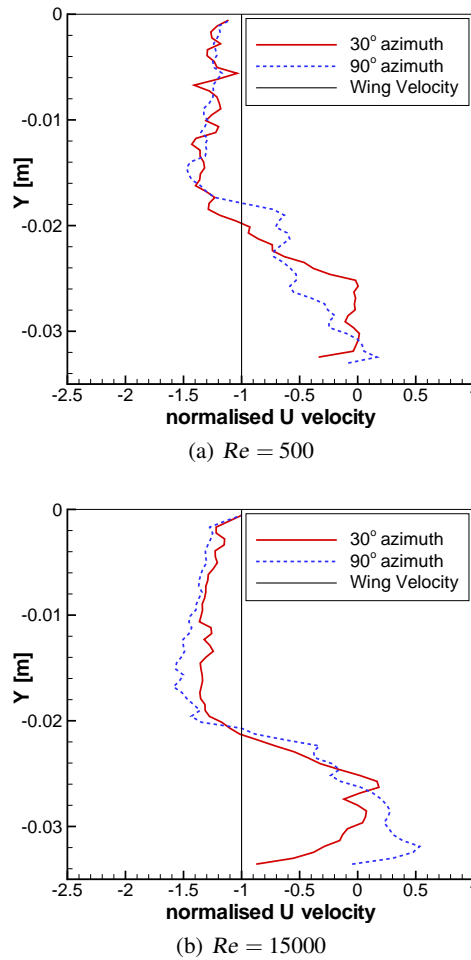 0
30° azimuth
90° azimuth
Wing Velocity
-0.01
-0.02
-0.03
Y [m]
-2.5 -2 -1.5 -1 -0.5 0 0.5 1
normalised U velocity
(a) Re = 500
0
30° azimuth
90° azimuth
Wing Velocity
-0.01
-0.02
-0.03
Y [m]
-2.5 -2 -1.5 -1 -0.5 0 0.5
normalised U velocity
(b) Re = 15000